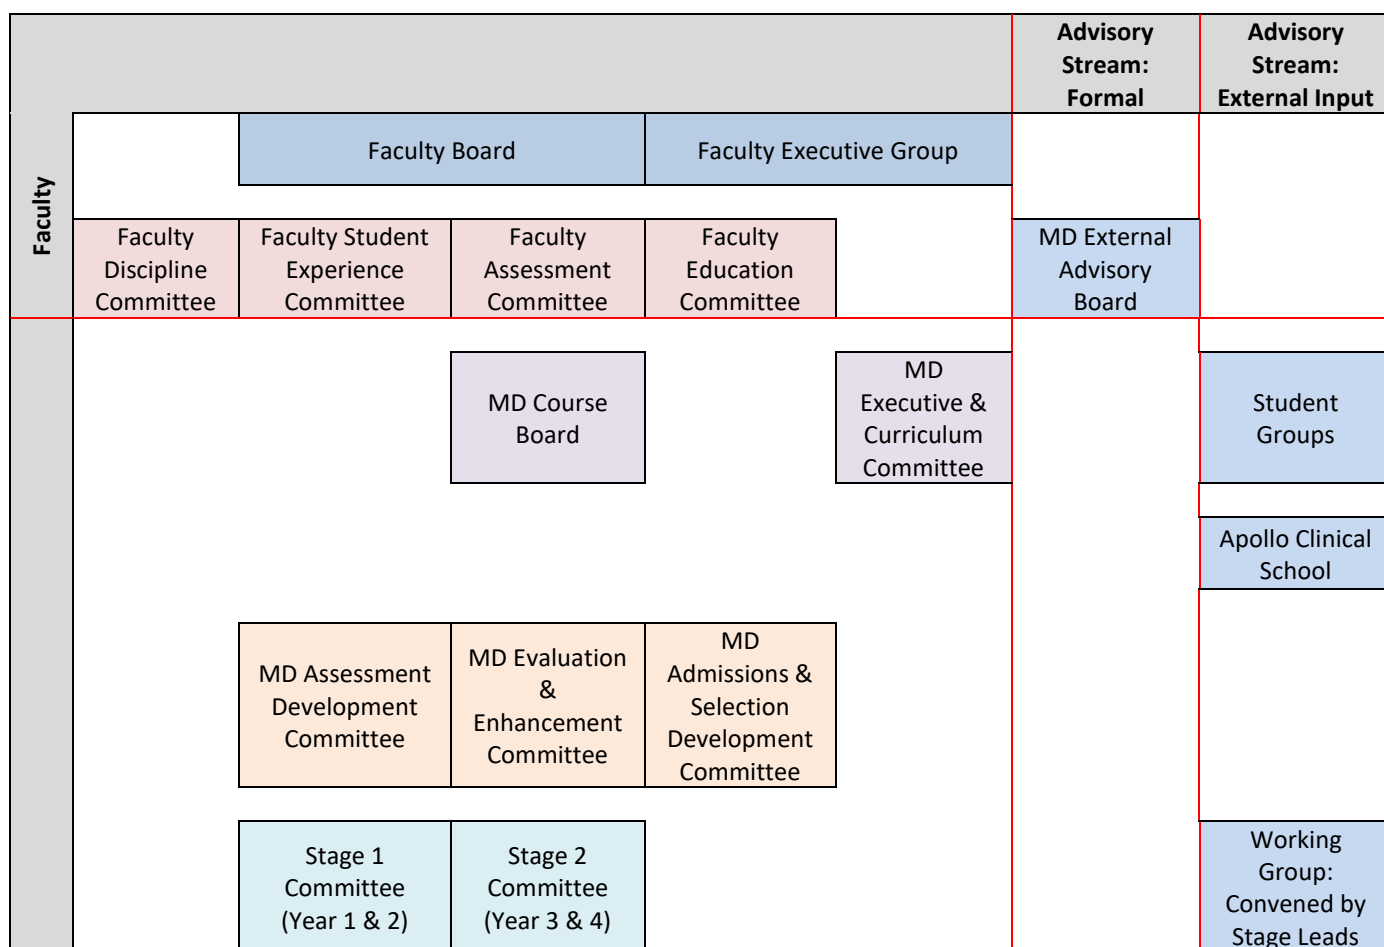 Advisory
Stream:
Formal
Advisory
Stream:
External Input
Faculty
Faculty Board
Faculty Executive Group
Faculty
Discipline
Committee
Faculty Student
Experience
Committee
Faculty
Assessment
Committee
Faculty
Education
Committee
MD External
Advisory
Board
MD Course
Board
MD
Executive &
Curriculum
Committee
Student
Groups
Apollo Clinical
School
MD Assessment
Development
Committee
MD Evaluation
&
Enhancement
Committee
MD
Admissions &
Selection
Development
Committee
Stage 1
Committee
(Year 1 & 2)
Stage 2
Committee
(Year 3 & 4)
Working
Group:
Convened by
Stage Leads